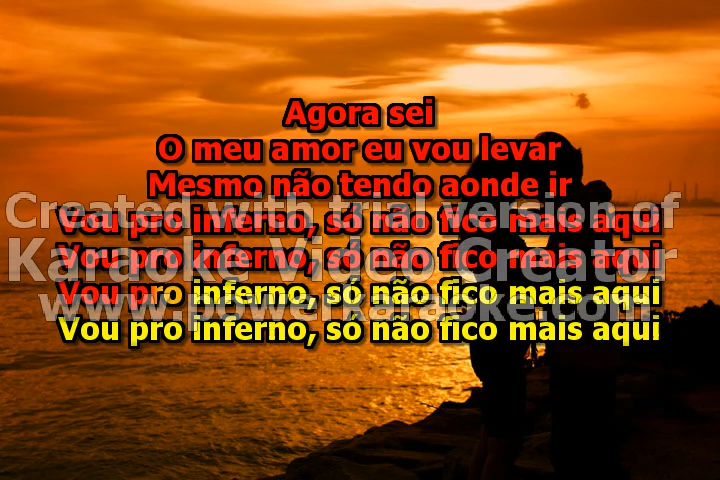 Agora sei
O meu amor eu vou levar
Mesmo não tendo aonde ir
Created with trial version of
Vou pro inferno, só não fico mais aqui
Karaoke Video Creator
Vou pro inferno, só não fico mais aqui
www.powerkaraoke.com
Vou pro inferno, só não fico mais aqui
Vou pro inferno, só não fico mais aqui